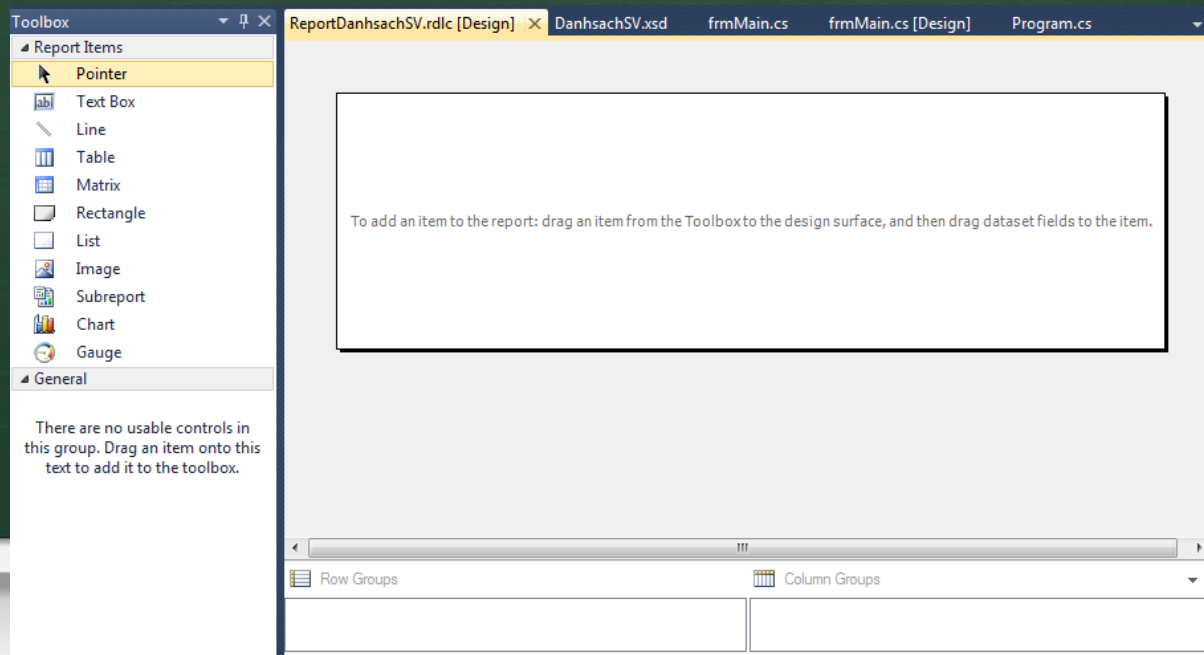 Toolbox
Report Items
Pointer
Text Box
Line
Table
Matrix
Rectangle
List
Image
Subreport
Chart
Gauge
General
There are no usable controls in
this group. Drag an item onto this
text to add it to the toolbox.
ReportDanhsachSV.rdlc [Design]
DanhsachSV.xsd
frmMain.cs
frmMain.cs [Design]
Program.cs
To add an item to the report: drag an item from the Toolbox to the design surface, and then drag dataset fields to the item.
Row Groups
Column Groups